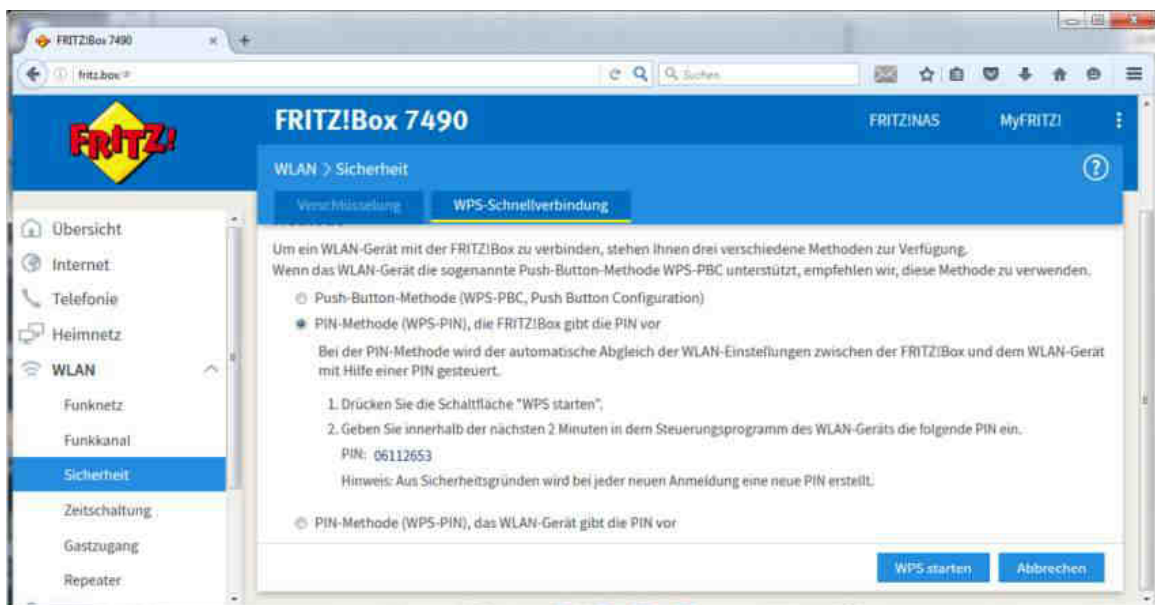 FRITZ!Box 7490
fritz.box
Suchen
FRITZ!
FRITZ!Box 7490
FRITZ!NAS
MyFRITZ!
WLAN > Sicherheit
Verschlüsselung
WPS-Schnellverbindung
Übersicht
Internet
Telefonie
Heimnetz
WLAN
Funknetz
Funkkanal
Sicherheit
Zeitschaltung
Gastzugang
Repeater
Um ein WLAN-Gerät mit der FRITZ!Box zu verbinden, stehen Ihnen drei verschiedene Methoden zur Verfügung.
Wenn das WLAN-Gerät die sogenannte Push-Button-Methode WPS-PBC unterstützt, empfehlen wir, diese Methode zu verwenden.
Push-Button-Methode (WPS-PBC, Push Button Configuration)
PIN-Methode (WPS-PIN), die FRITZ!Box gibt die PIN vor
Bei der PIN-Methode wird der automatische Abgleich der WLAN-Einstellungen zwischen der FRITZ!Box und dem WLAN-Gerät
mit Hilfe einer PIN gesteuert.
1. Drücken Sie die Schaltfläche "WPS starten".
2. Geben Sie innerhalb der nächsten 2 Minuten in dem Steuerungsprogramm des WLAN-Geräts die folgende PIN ein.
PIN: 06112653
Hinweis: Aus Sicherheitsgründen wird bei jeder neuen Anmeldung eine neue PIN erstellt.
PIN-Methode (WPS-PIN), das WLAN-Gerät gibt die PIN vor
WPS starten
Abbrechen